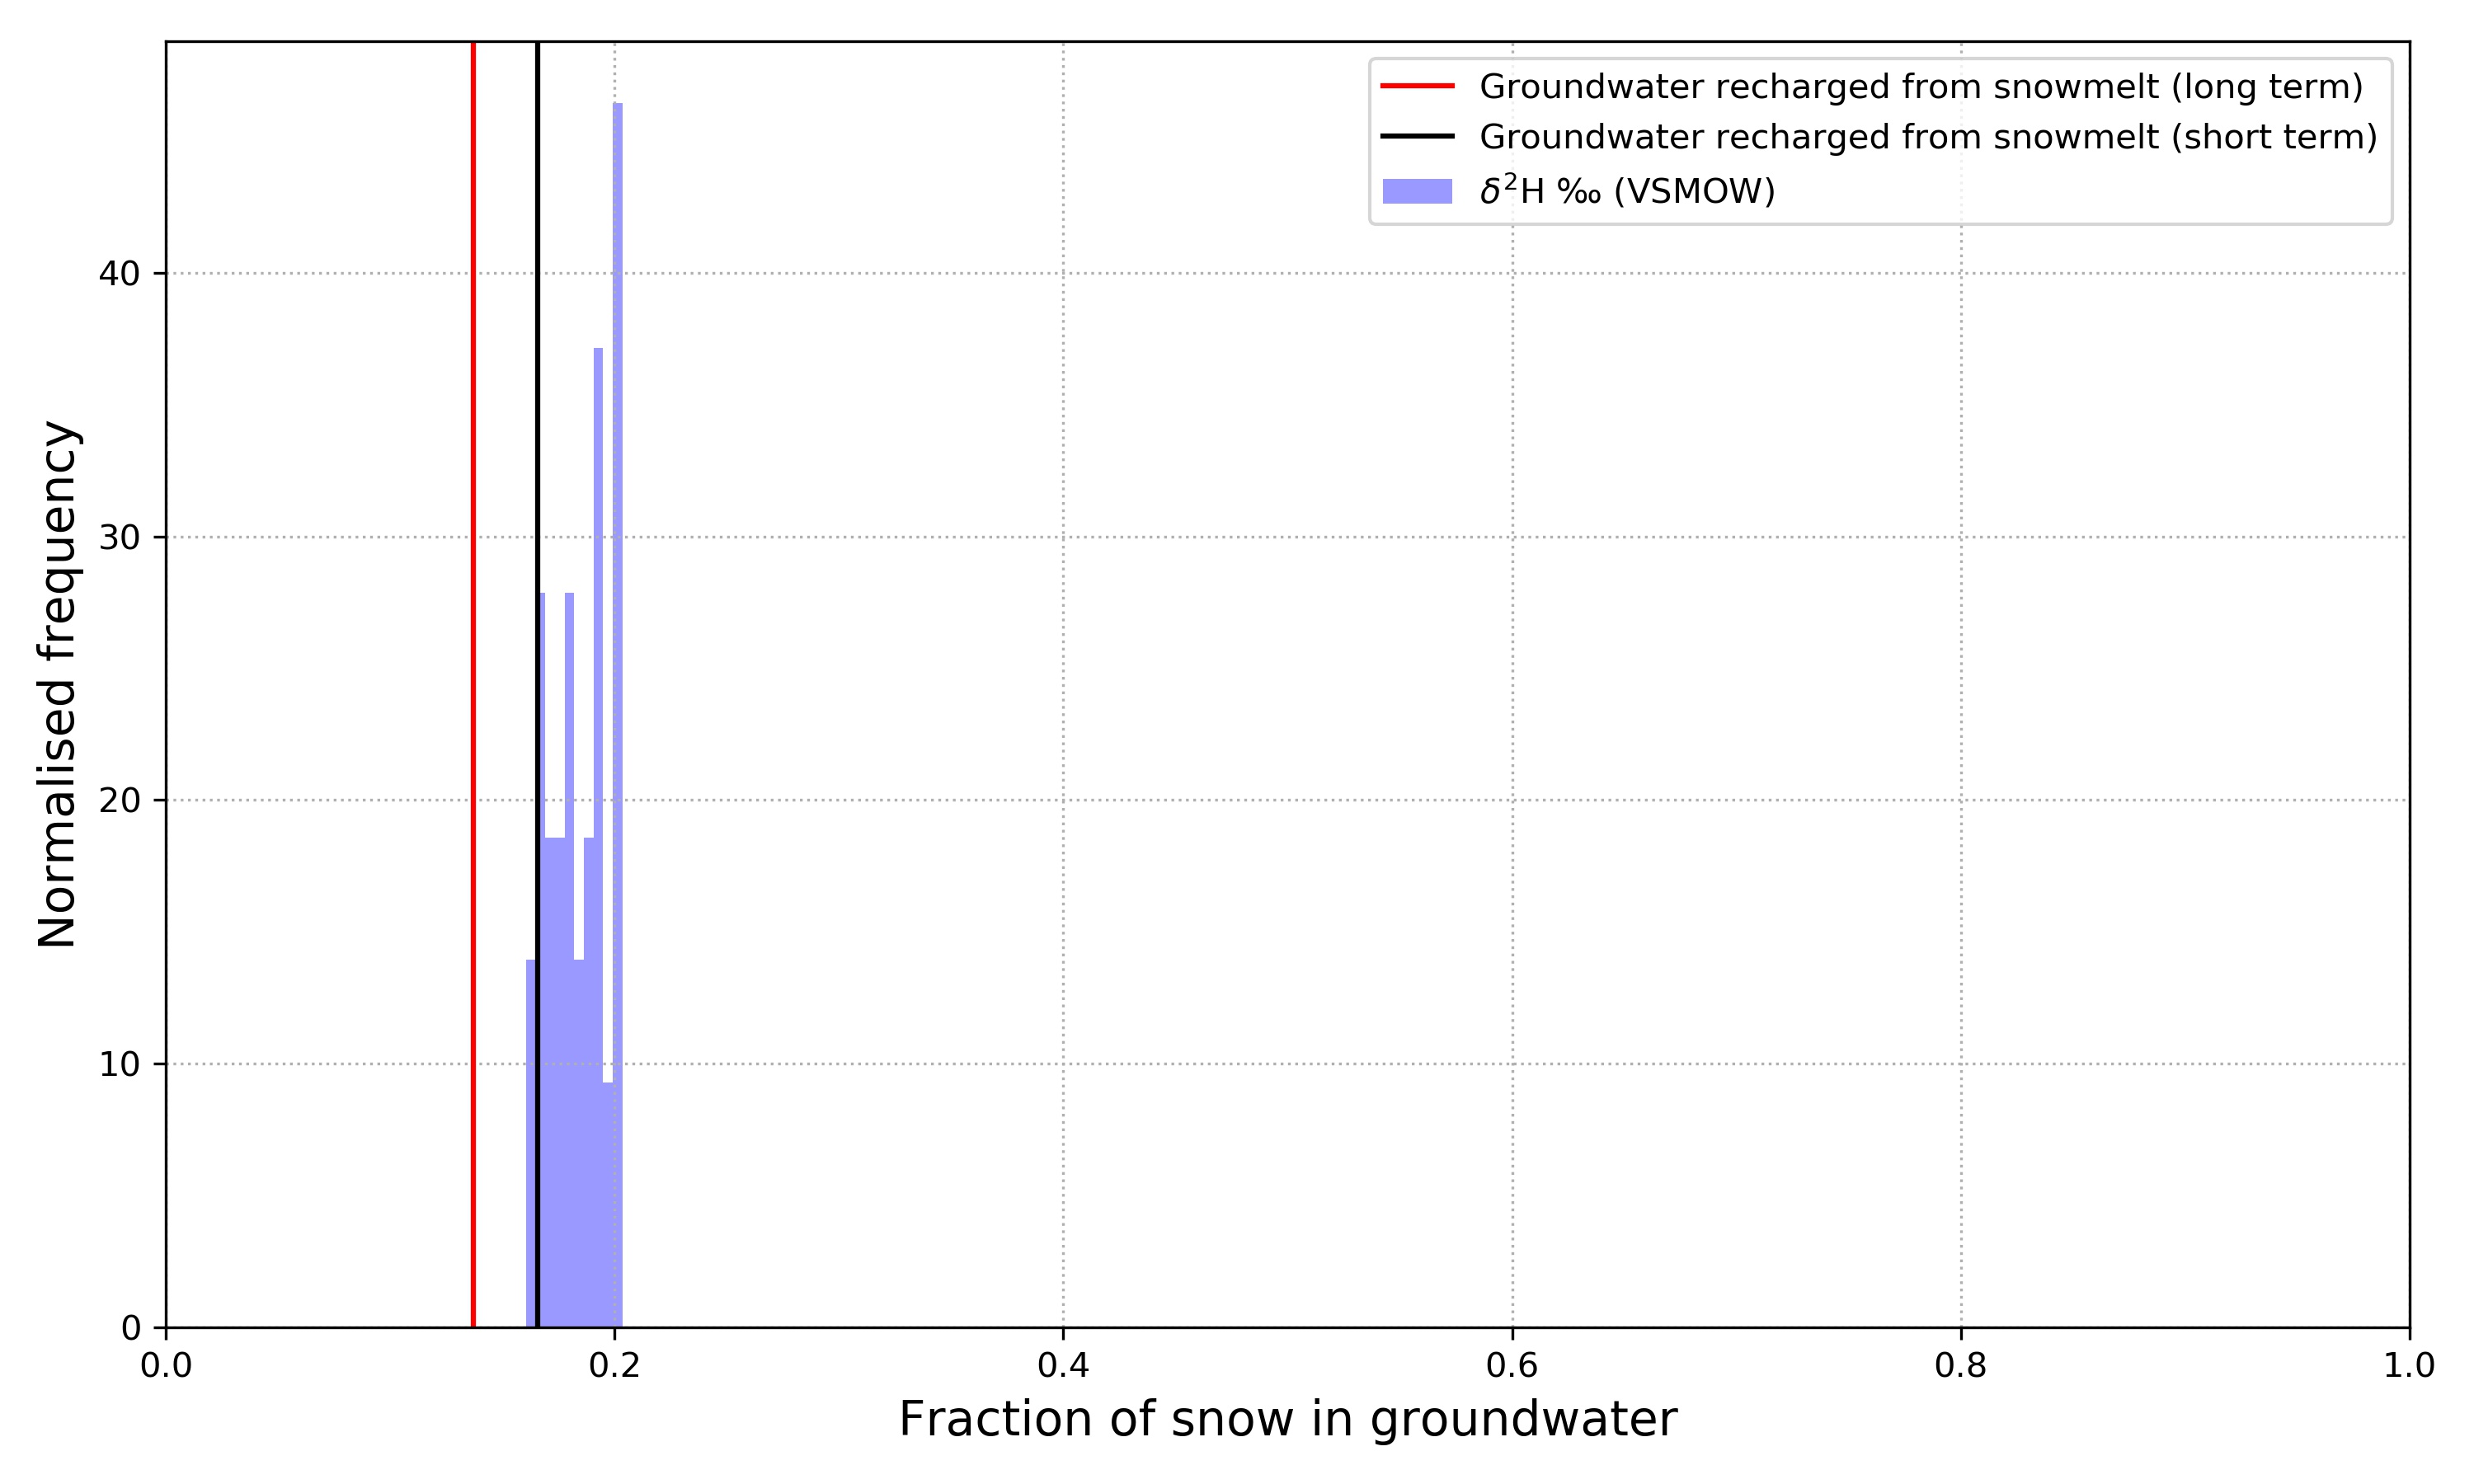 Groundwater recharged from snowmelt (long term)
Groundwater recharged from snowmelt (short term)
δ²H ‰ (VSMOW)
40
30
20
10
0
Normalised frequency
0.0 0.2 0.4 0.6 0.8 1.0
Fraction of snow in groundwater